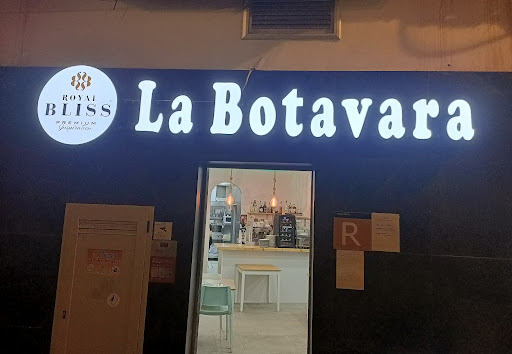 ROYAL
BLISS
PREMIUM
La Botavara
R